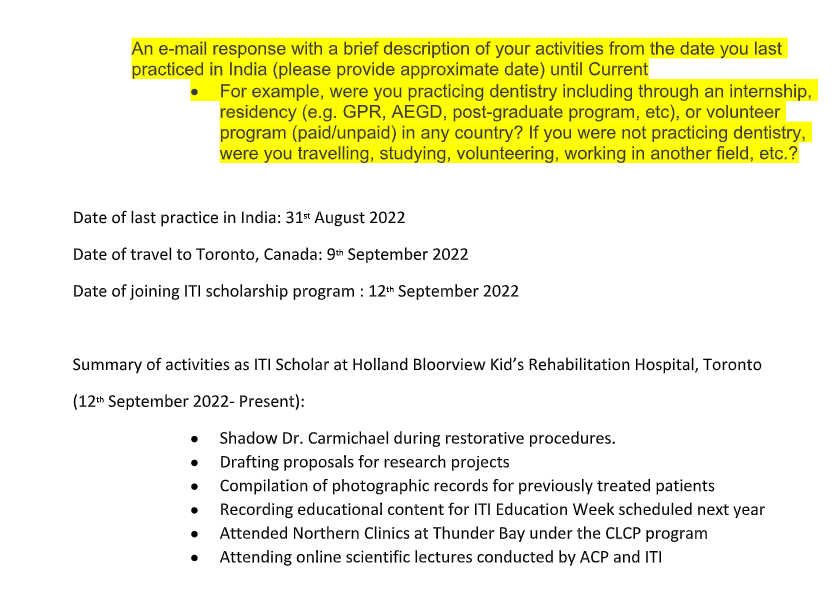 An e-mail response with a brief description of your activities from the date you last
practiced in India (please provide approximate date) until Current
• For example, were you practicing dentistry including through an internship,
residency (e.g. GPR, AEGD, post-graduate program, etc), or volunteer
program (paid/unpaid) in any country? If you were not practicing dentistry,
were you travelling, studying, volunteering, working in another field, etc.?
Date of last practice in India: 31st August 2022
Date of travel to Toronto, Canada: 9th September 2022
Date of joining ITI scholarship program : 12th September 2022
Summary of activities as ITI Scholar at Holland Bloorview Kid's Rehabilitation Hospital, Toronto
(12th September 2022- Present):
• Shadow Dr. Carmichael during restorative procedures.
• Drafting proposals for research projects
• Compilation of photographic records for previously treated patients
• Recording educational content for ITI Education Week scheduled next year
• Attended Northern Clinics at Thunder Bay under the CLCP program
• Attending online scientific lectures conducted by ACP and ITI